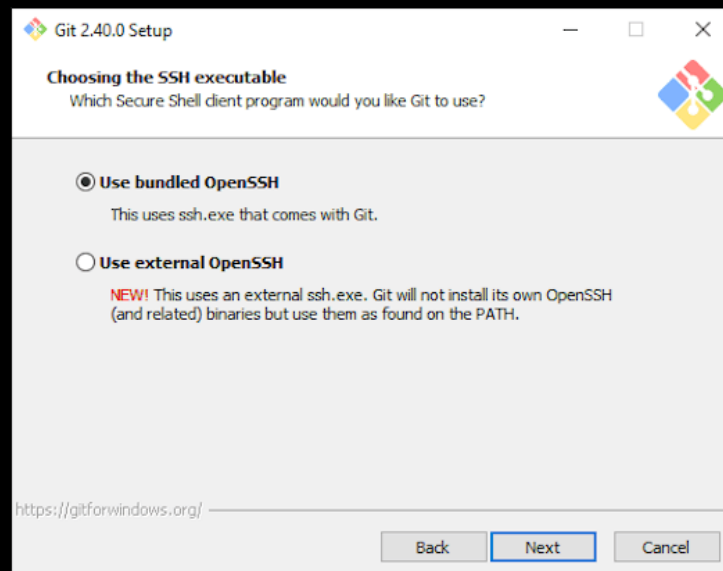 Git 2.40.0 Setup
Choosing the SSH executable
Which Secure Shell client program would you like Git to use?
Use bundled OpenSSH
This uses ssh.exe that comes with Git.
Use external OpenSSH
NEW! This uses an external ssh.exe. Git will not install its own OpenSSH
(and related) binaries but use them as found on the PATH.
https://gitforwindows.org/
Back Next Cancel